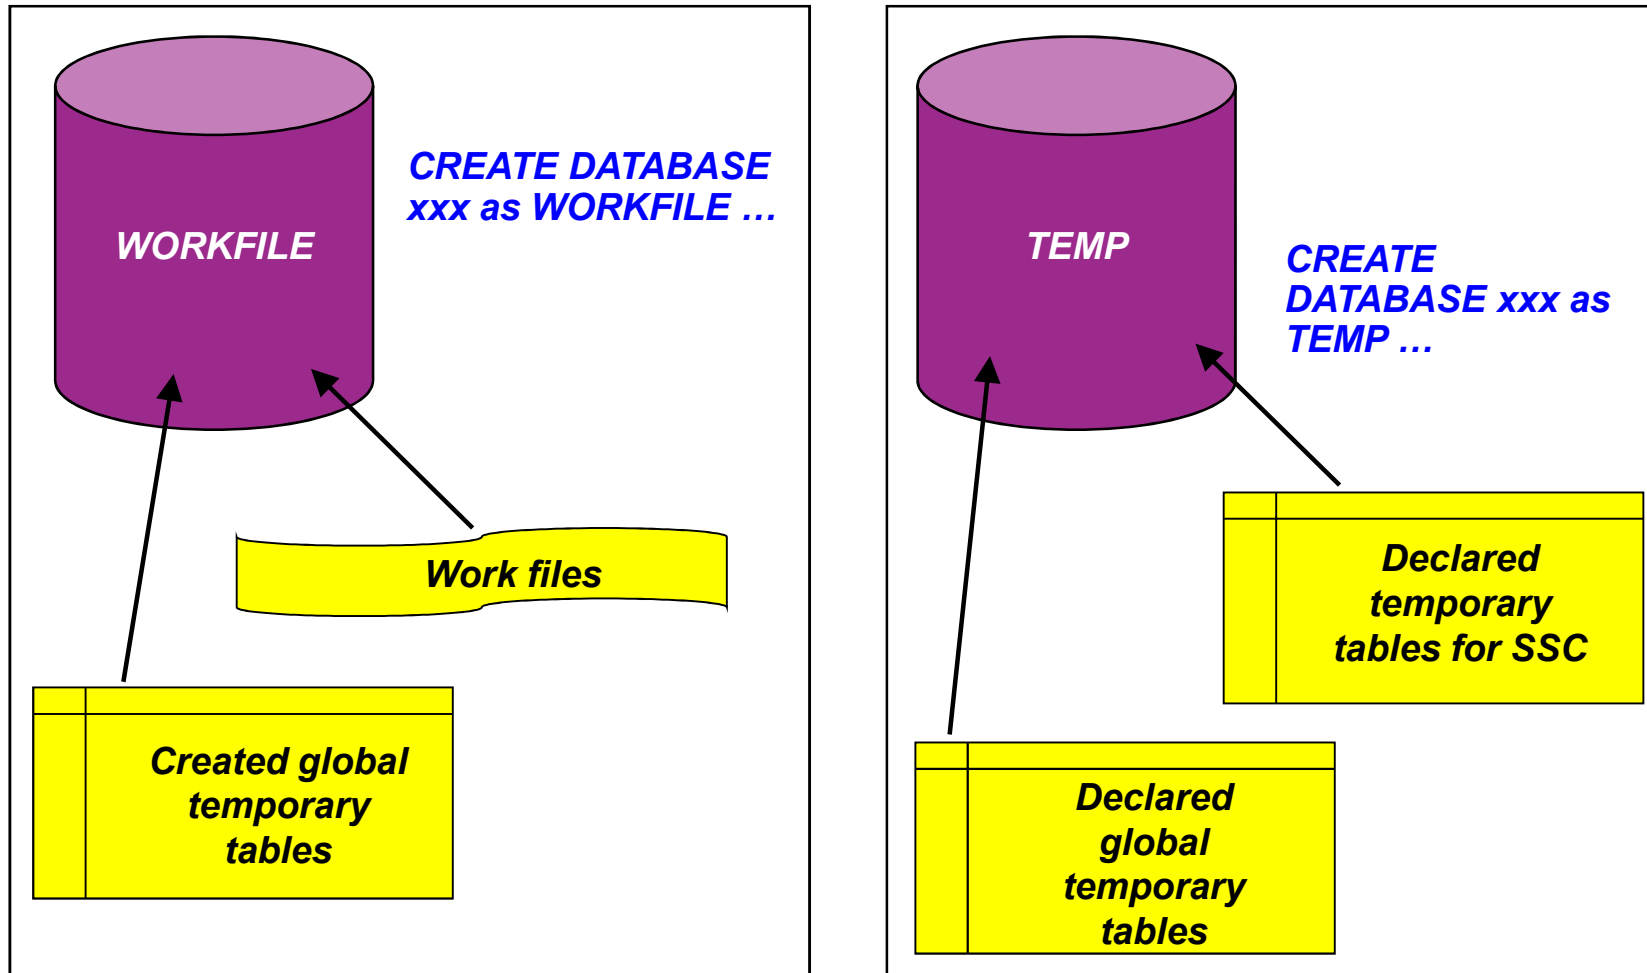 CREATE DATABASE
xxx as WORKFILE …
WORKFILE
Work files
Created global
temporary
tables
TEMP
CREATE
DATABASE xxx as
TEMP …
Declared
temporary
tables for SSC
Declared
global
temporary
tables